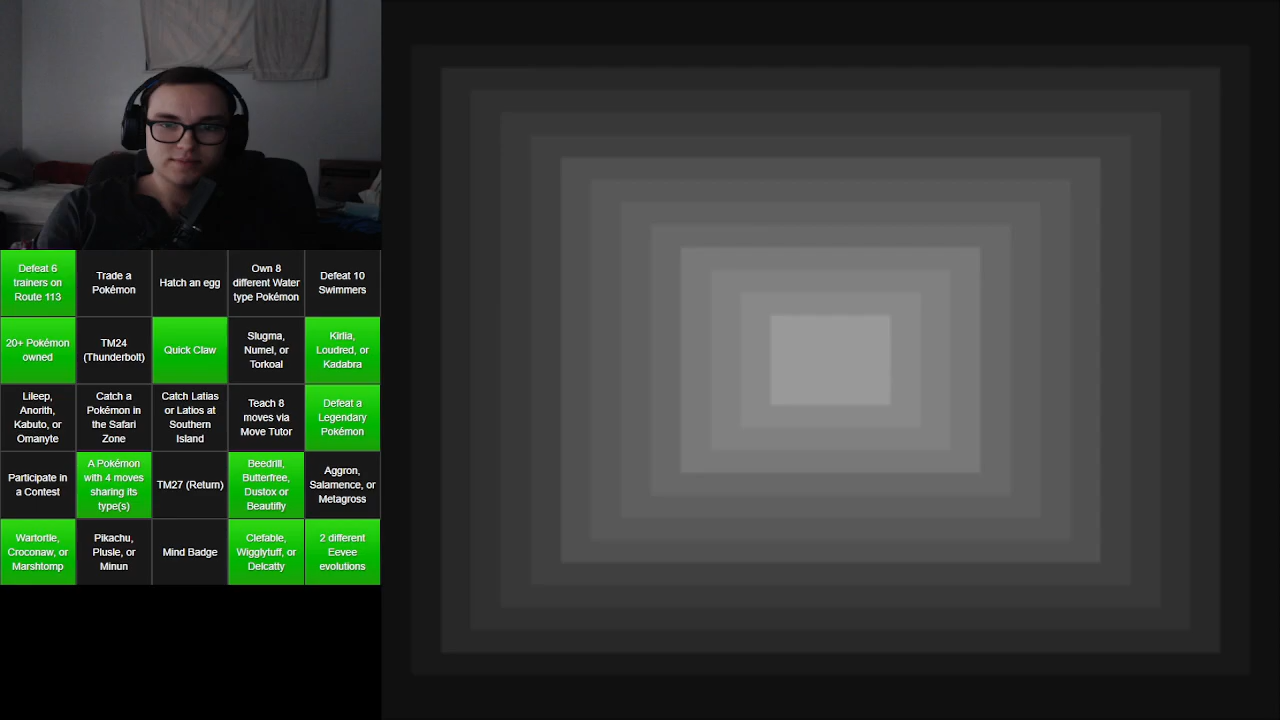 Defeat 6
trainers on
Route 113
Trade a
Pokémon
Hatch an egg
Own 8
different Water
type Pokémon
Defeat 10
Swimmers
20+ Pokémon
owned
TM24
(Thunderbolt)
Quick Claw
Slugma,
Numel, or
Torkoal
Kirlia,
Loudred, or
Kadabra
Lileep,
Anorith,
Kabuto, or
Omanyte
Catch a
Pokémon in
the Safari
Zone
Catch Latias
or Latios at
Southern
Island
Teach 8
moves via
Move Tutor
Defeat a
Legendary
Pokémon
Participate in
a Contest
A Pokémon
with 4 moves
sharing its
type(s)
TM27 (Return)
Beedrill,
Butterfree,
Dustox or
Beautifly
Aggron,
Salamence, or
Metagross
Wartortle,
Croconaw, or
Marshtomp
Pikachu,
Plusle, or
Minun
Mind Badge
Clefable,
Wigglytuff, or
Delcatty
2 different
Eevee
evolutions